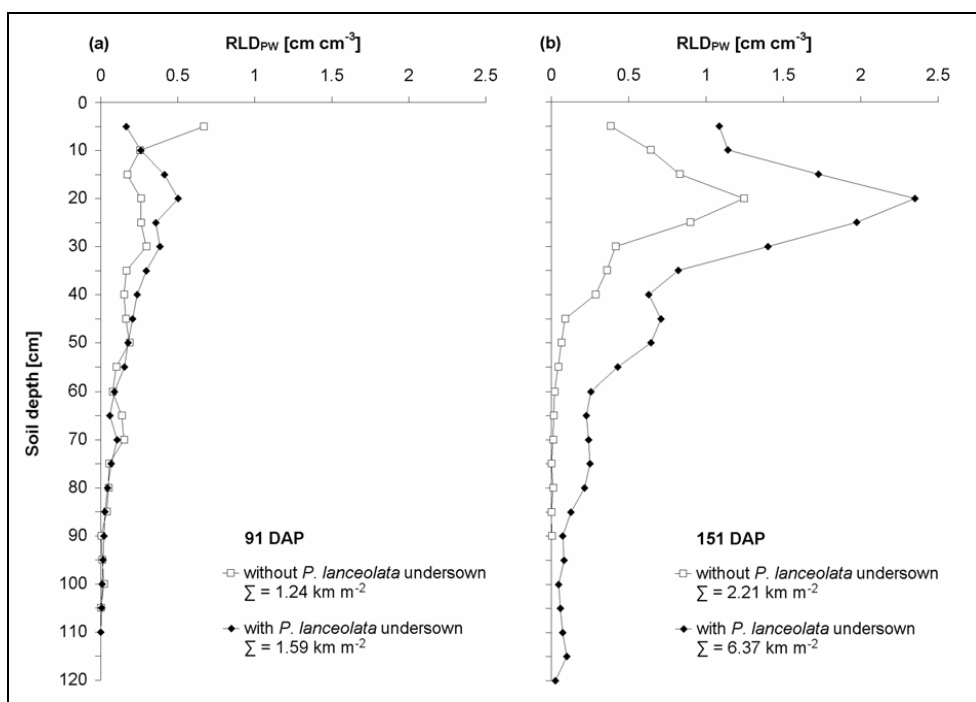 (a) RLDPW [cm cm-3]
0 0.5 1 1.5 2 2.5
0
10
20
30
40
50
60
70
80
90
100
110
120
Soil depth [cm]
91 DAP
without P. lanceolata undersown
∑ = 1.24 km m-2
with P. lanceolata undersown
∑ = 1.59 km m-2
(b) RLDPW [cm cm-3]
0 0.5 1 1.5 2 2.5
151 DAP
without P. lanceolata undersown
∑ = 2.21 km m-2
with P. lanceolata undersown
∑ = 6.37 km m-2